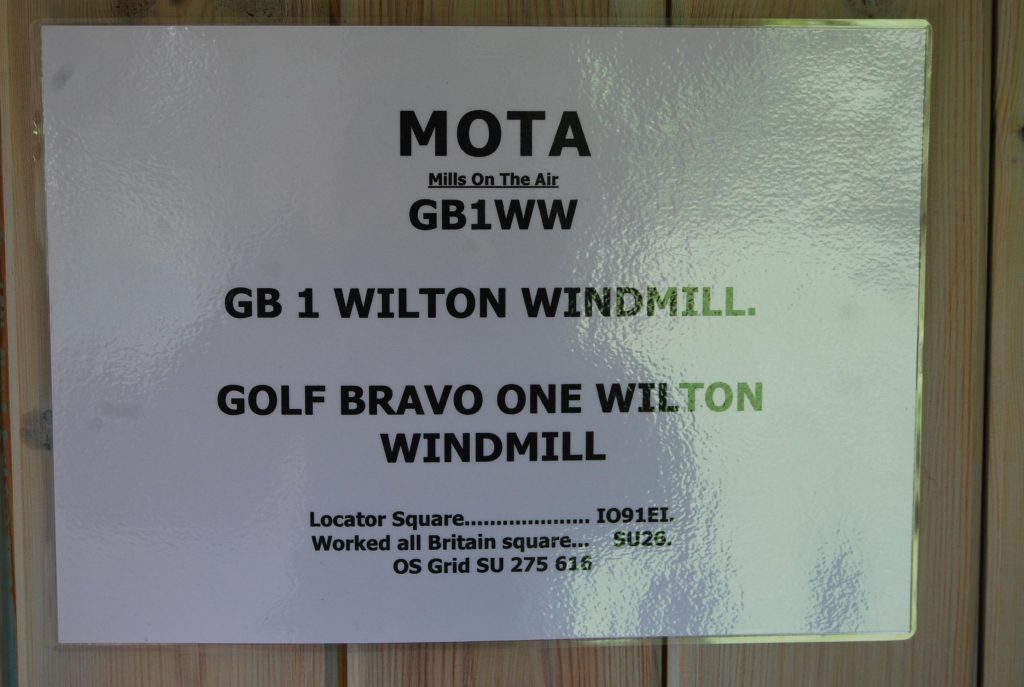 MOTA
Mills On The Air
GB1WW
GB 1 WILTON WINDMILL.
GOLF BRAVO ONE WILTON
WINDMILL
Locator Square.................... IO91EI.
Worked all Britain square... SU26.
OS Grid SU 275 616